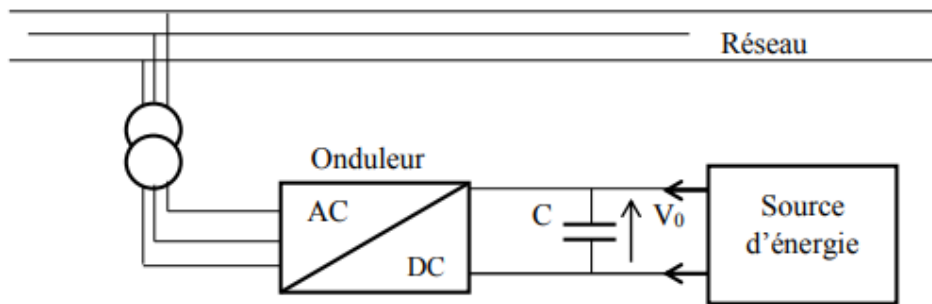 Réseau
Onduleur
AC
DC
C
V₀
Source
d'énergie